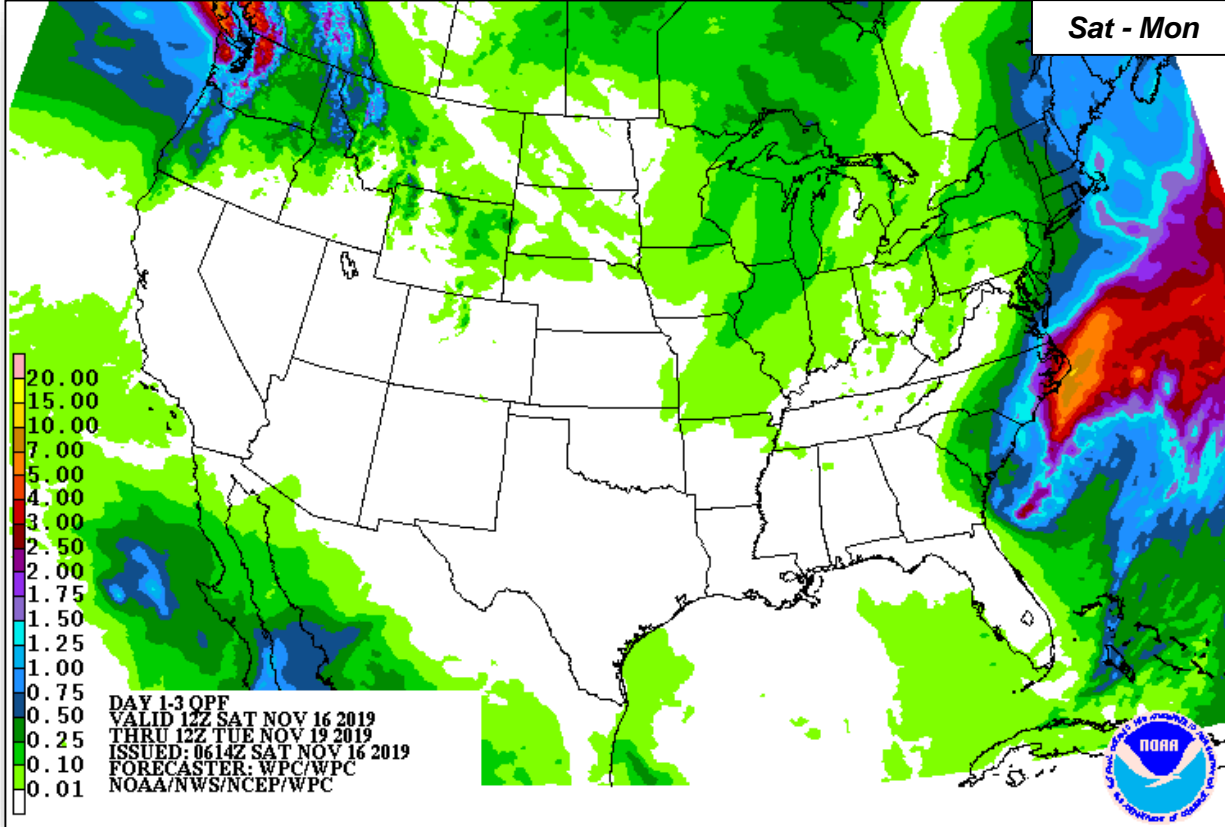 Sat - Mon
20.00
15.00
10.00
7.00
5.00
4.00
3.00
2.50
2.00
1.75
1.50
1.25
1.00
0.75
0.50
0.25
0.10
0.01
DAY 1-3 QPF
VALID 12Z SAT NOV 16 2019
THRU 12Z TUE NOV 19 2019
ISSUED: 0614Z SAT NOV 16 2019
FORECASTER: WPC/WPC
NOAA/NWS/NCEP/WPC
NOAA